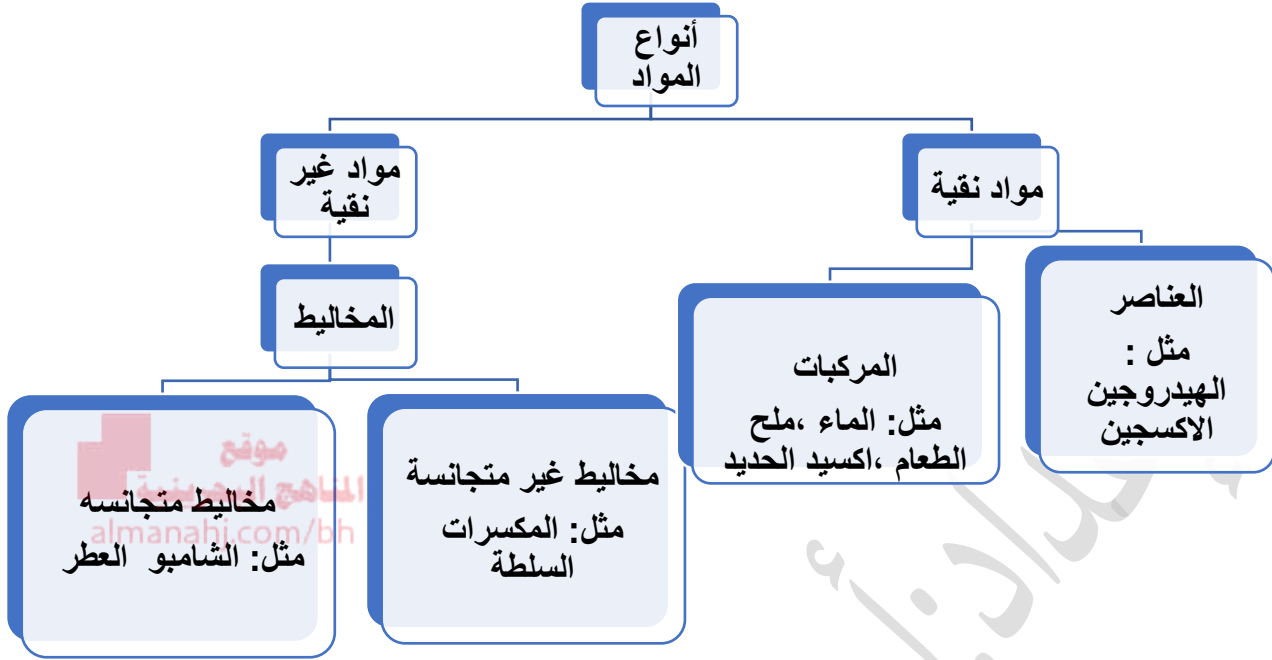 أنواع
المواد
مواد نقية
مواد غير
نقية
العناصر
مثل :
الهيدروجين
الاكسجين
المركبات
مثل: الماء ،ملح
الطعام ،اكسيد الحديد
المخاليط
مخاليط غير متجانسة
مثل: المكسرات
السلطة
مخاليط متجانسه
مثل: الشامبو العطر
موقع
المناهج البحرينية
almanahj.com/bh